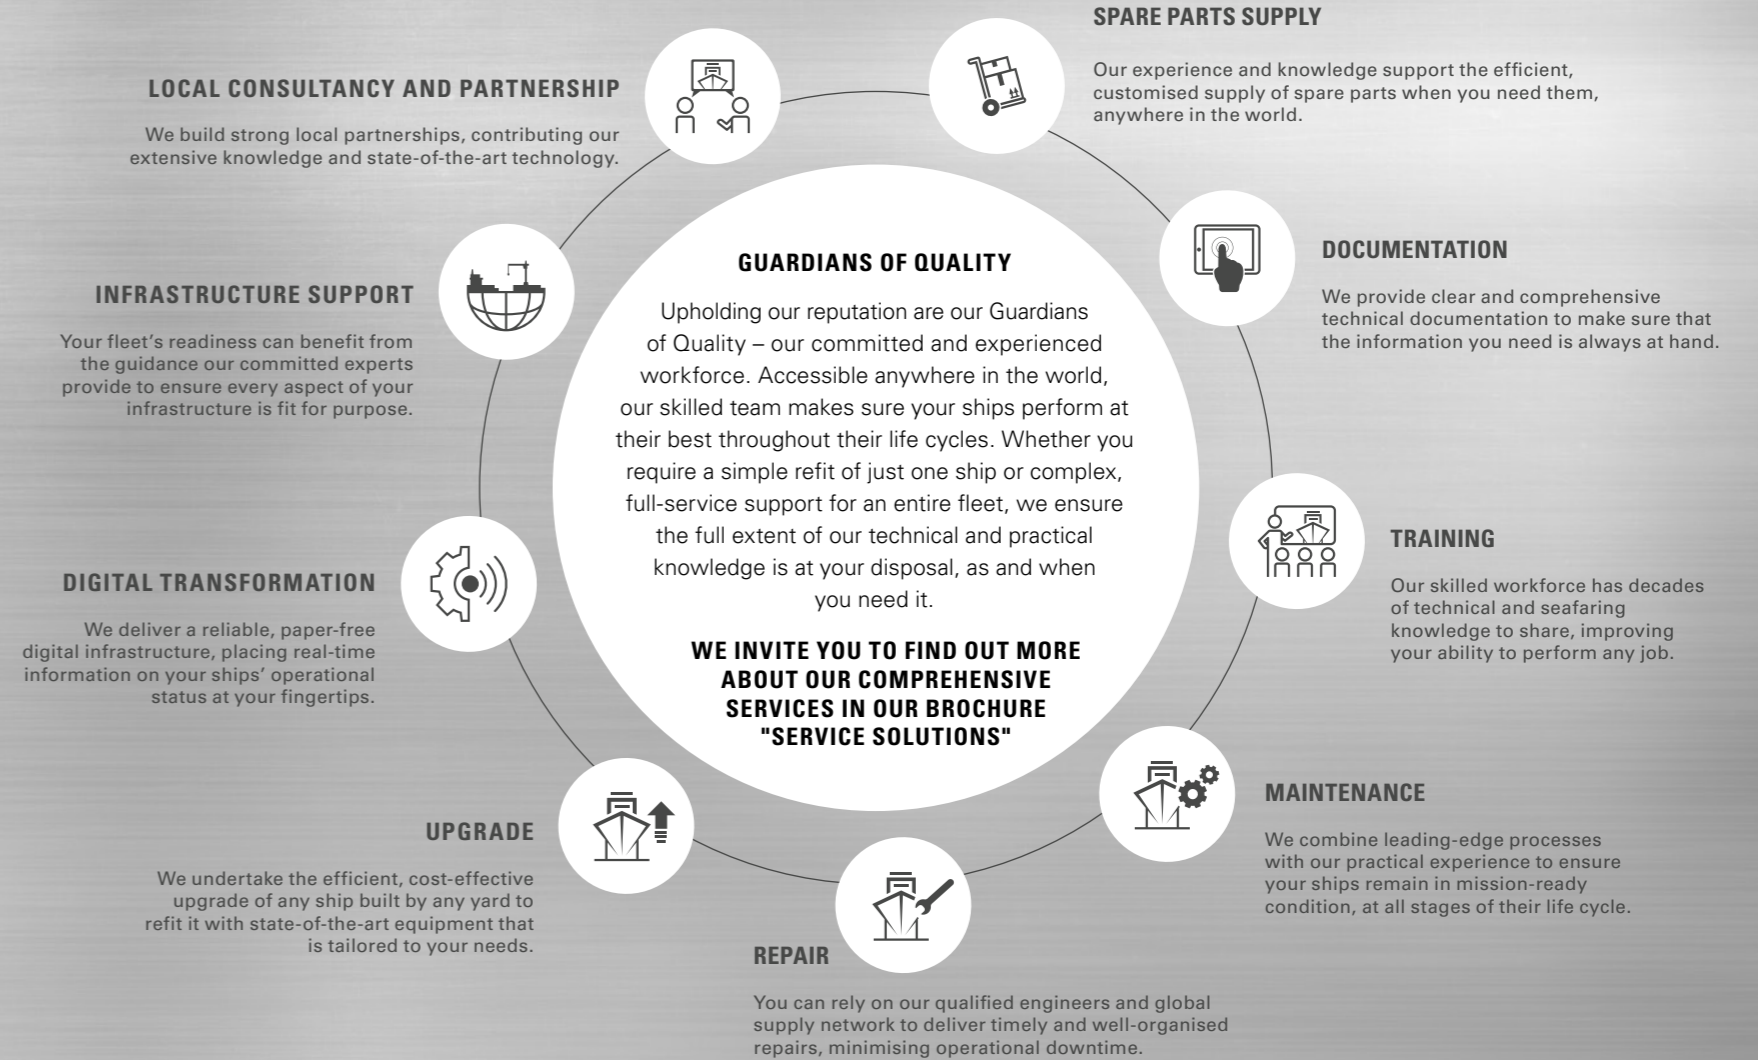 SPARE PARTS SUPPLY
Our experience and knowledge support the efficient,
customised supply of spare parts when you need them,
anywhere in the world.
LOCAL CONSULTANCY AND PARTNERSHIP
We build strong local partnerships, contributing our
extensive knowledge and state-of-the-art technology.
DOCUMENTATION
We provide clear and comprehensive
technical documentation to make sure that
the information you need is always at hand.
INFRASTRUCTURE SUPPORT
Your fleet's readiness can benefit from
the guidance our committed experts
provide to ensure every aspect of your
infrastructure is fit for purpose.
GUARDIANS OF QUALITY
Upholding our reputation are our Guardians
of Quality – our committed and experienced
workforce. Accessible anywhere in the world,
our skilled team makes sure your ships perform at
their best throughout their life cycles. Whether you
require a simple refit of just one ship or complex,
full-service support for an entire fleet, we ensure
the full extent of our technical and practical
knowledge is at your disposal, as and when
you need it.
WE INVITE YOU TO FIND OUT MORE
ABOUT OUR COMPREHENSIVE
SERVICES IN OUR BROCHURE
"SERVICE SOLUTIONS"
TRAINING
Our skilled workforce has decades
of technical and seafaring
knowledge to share, improving
your ability to perform any job.
DIGITAL TRANSFORMATION
We deliver a reliable, paper-free
digital infrastructure, placing real-time
information on your ships' operational
status at your fingertips.
MAINTENANCE
We combine leading-edge processes
with our practical experience to ensure
your ships remain in mission-ready
condition, at all stages of their life cycle.
UPGRADE
We undertake the efficient, cost-effective
upgrade of any ship built by any yard to
refit it with state-of-the-art equipment that
is tailored to your needs.
REPAIR
You can rely on our qualified engineers and global
supply network to deliver timely and well-organised
repairs, minimising operational downtime.